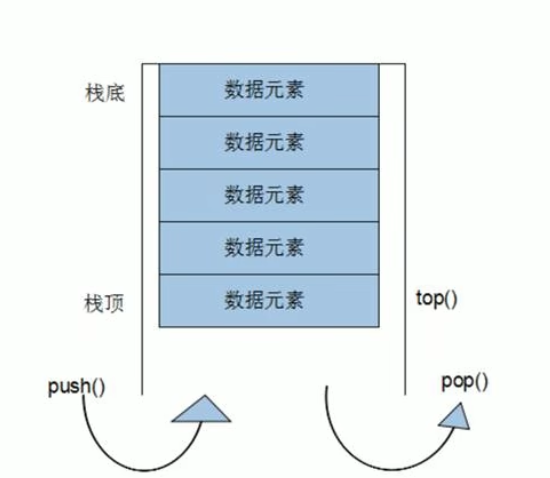 栈底
数据元素
数据元素
数据元素
数据元素
栈顶
数据元素
top()
push()
pop()